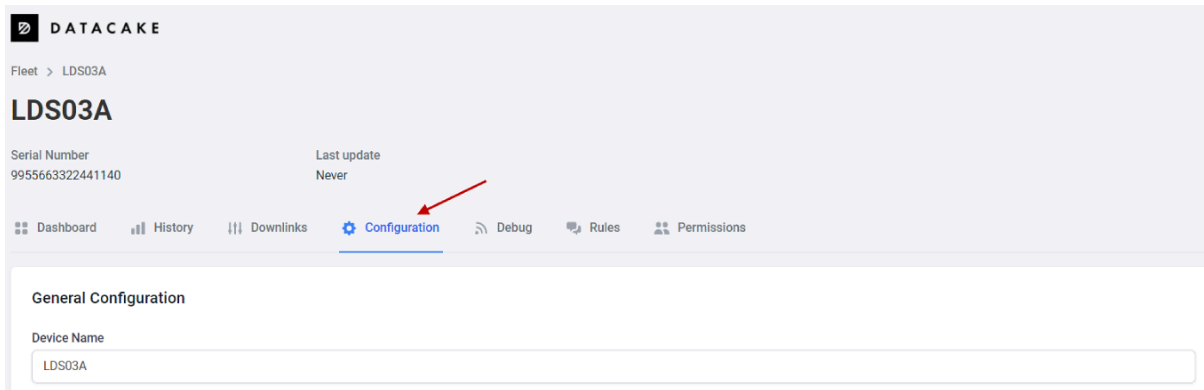 DATACAKE
Fleet > LDS03A
LDS03A
Serial Number Last update
9955663322441140 Never
Dashboard History Downlinks Configuration Debug Rules Permissions
General Configuration
Device Name
LDS03A